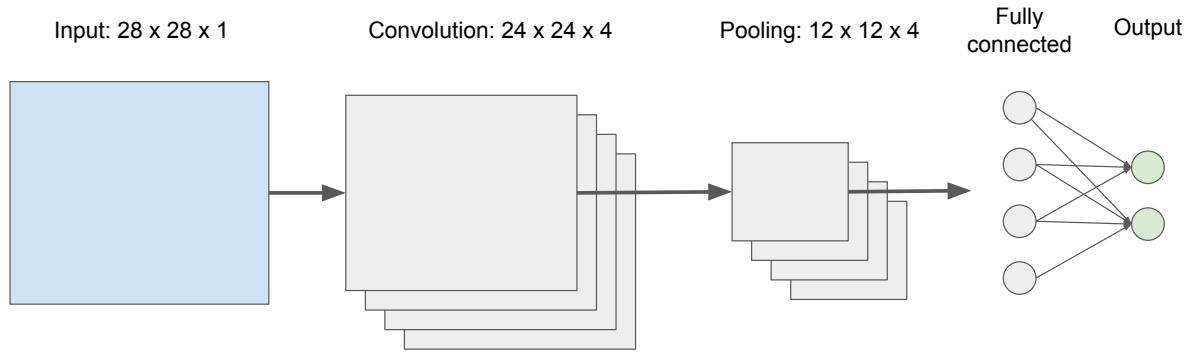 Input: 28 x 28 x 1
Convolution: 24 x 24 x 4
Pooling: 12 x 12 x 4
Fully
connected
Output